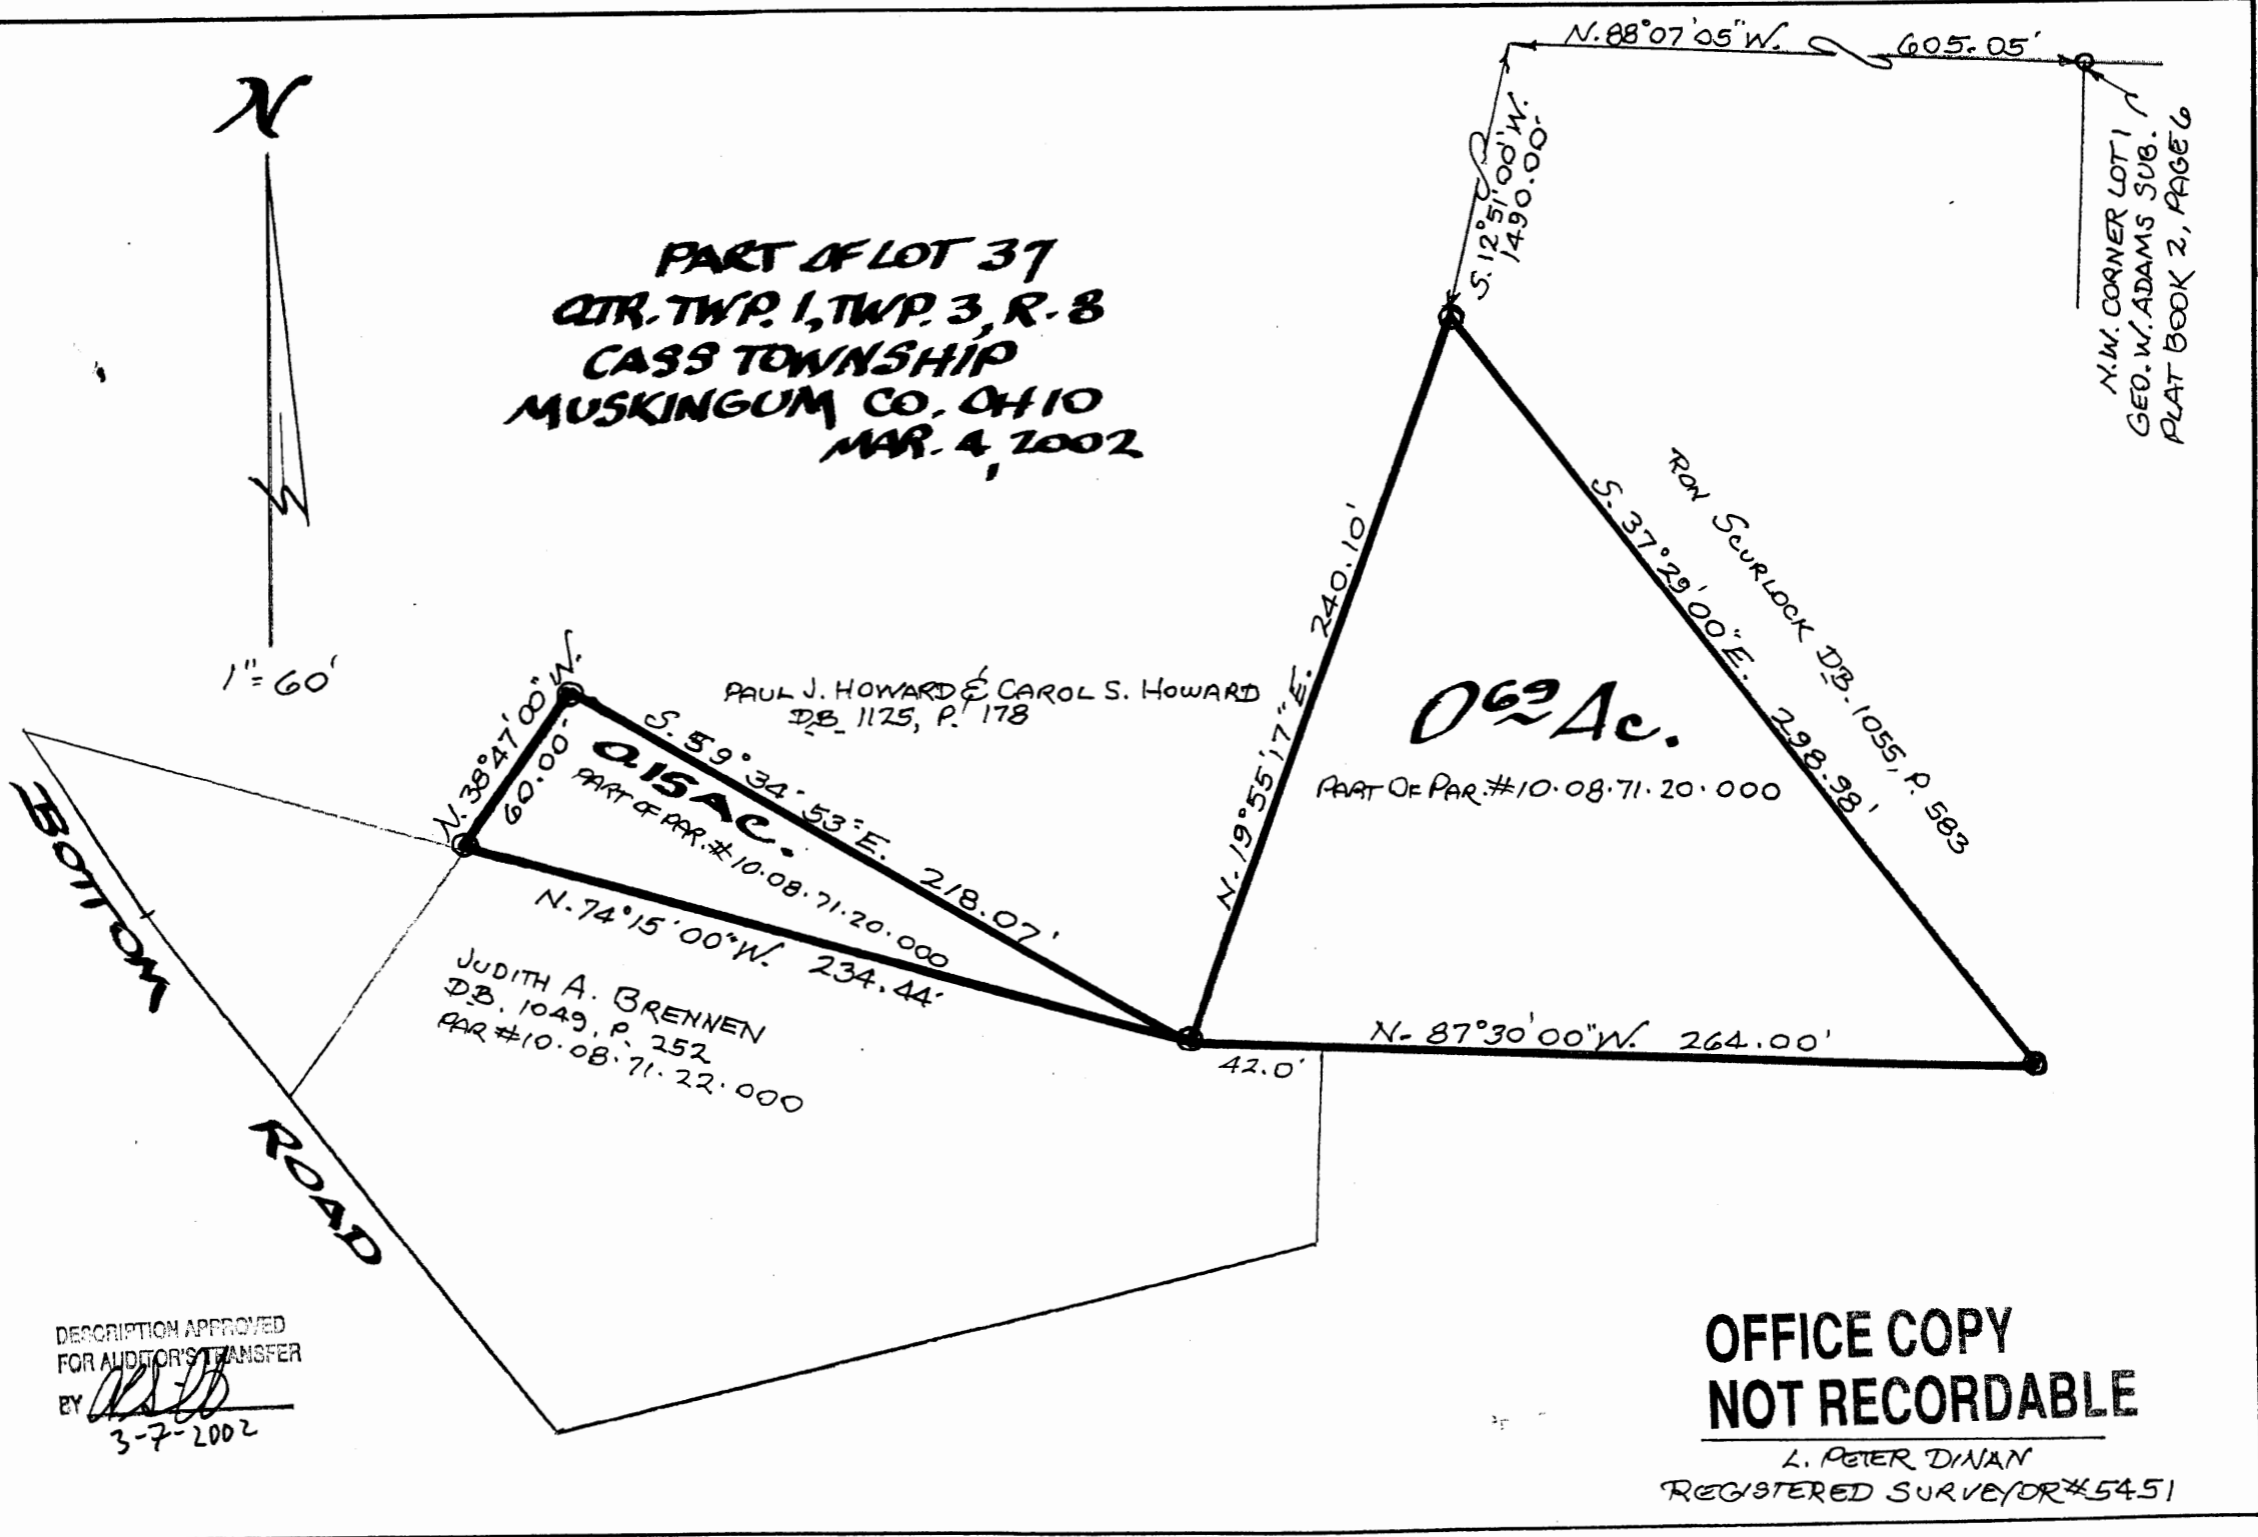 N
1"=60'
PART OF LOT 37
QTR. TWP. 1, TWP. 3, R-8
CASS TOWNSHIP
MUSKINGUM CO. OHIO
MAR. 4, 2002
N. 88°07'05"W. 605.05'
S. 12°51'00"W.
1490.00'
N.W. CORNER LOT 1
GEO. W. ADAMS SUB.
PLAT BOOK 2, PAGE 6
RON SCURLOCK D.B. 1055, P. 583
S. 37°29'00"E. 298.98'
N. 19°55'17"E. 240.10'
0.69 Ac.
PART OF PAR. #10·08·71·20·000
PAUL J. HOWARD & CAROL S. HOWARD
D.B. 1125, P. 178
N. 38°47'00"W.
60.00'
S. 59°34'53"E. 218.07'
0.15 AC.
PART OF PAR. #10·08·71·20·000
N. 74°15'00"W. 234.44'
JUDITH A. BRENNEN
D.B. 1049, P. 252
PAR #10·08·71·22·000
N. 87°30'00"W. 264.00'
42.0'
BOTTOM
ROAD
DESCRIPTION APPROVED
FOR AUDITOR'S TRANSFER
BY
3-7-2002
OFFICE COPY
NOT RECORDABLE
L. PETER DINAN
REGISTERED SURVEYOR #5451